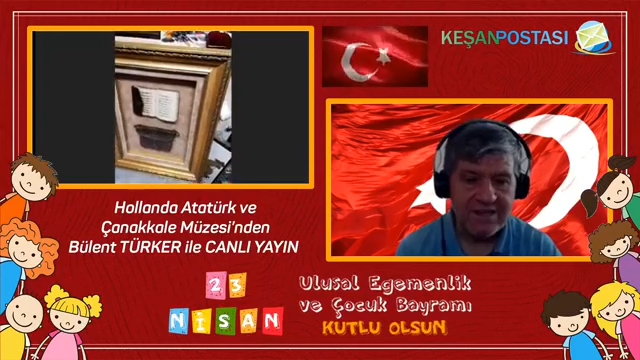 KEŞANPOSTASI
Hollanda Atatürk ve
Çanakkale Müzesi'nden
Bülent TÜRKER ile CANLI YAYIN
23
NİSAN
Ulusal Egemenlik
ve Çocuk Bayramı
KUTLU OLSUN